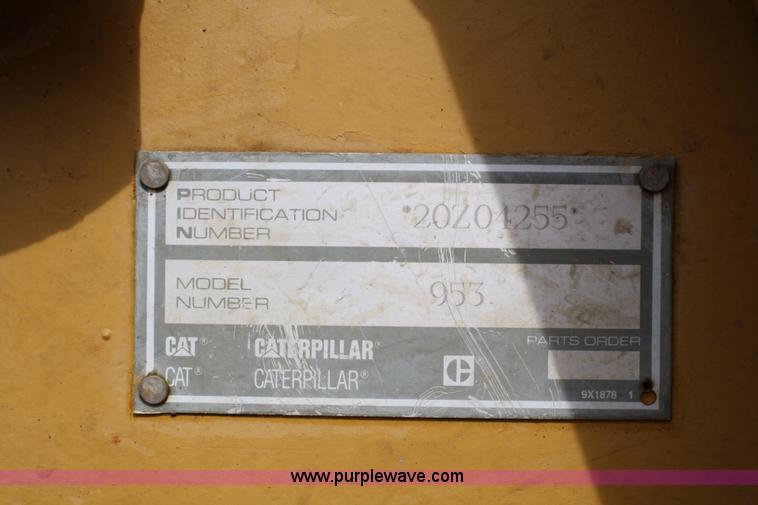 PRODUCT
IDENTIFICATION
NUMBER
*20Z04255*
MODEL
NUMBER
953
CAT® CATERPILLAR®
CAT® CATERPILLAR®
C
PARTS ORDER
9X1878 1
www.purplewave.com